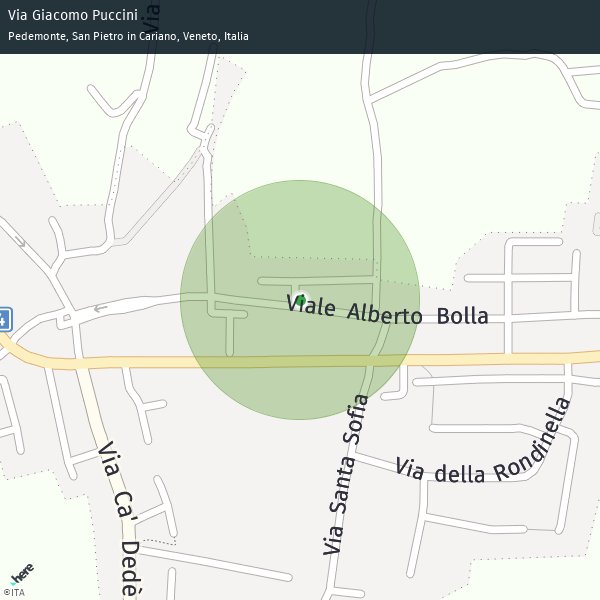 Via Giacomo Puccini
Pedemonte, San Pietro in Cariano, Veneto, Italia
Via
Viale Alberto Bolla
4
Via Santa Sofia
Via della Rondinella
Via Ca' Dedè
here
©ITA